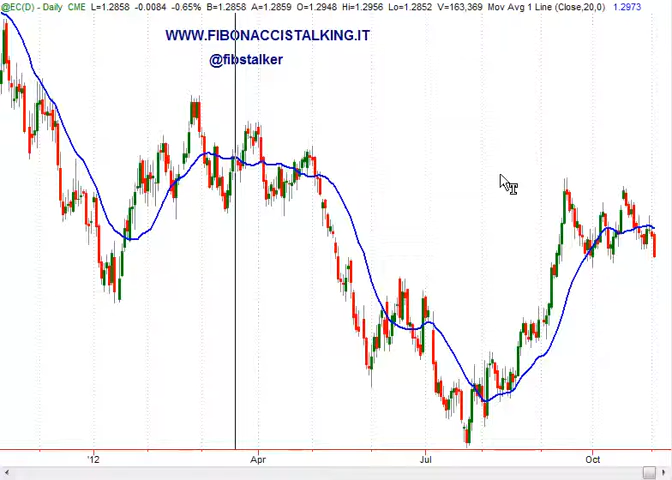 @EC(D) - Daily CME L=1.2858 -0.0084 -0.65% B=1.2858 A=1.2859 O=1.2948 Hi=1.2956 Lo=1.2852 V=163,369 Mov Avg 1 Line (Close,20,0) 1.2973
WWW.FIBONACCISTALKING.IT
@fibstalker
'12 Apr Jul Oct